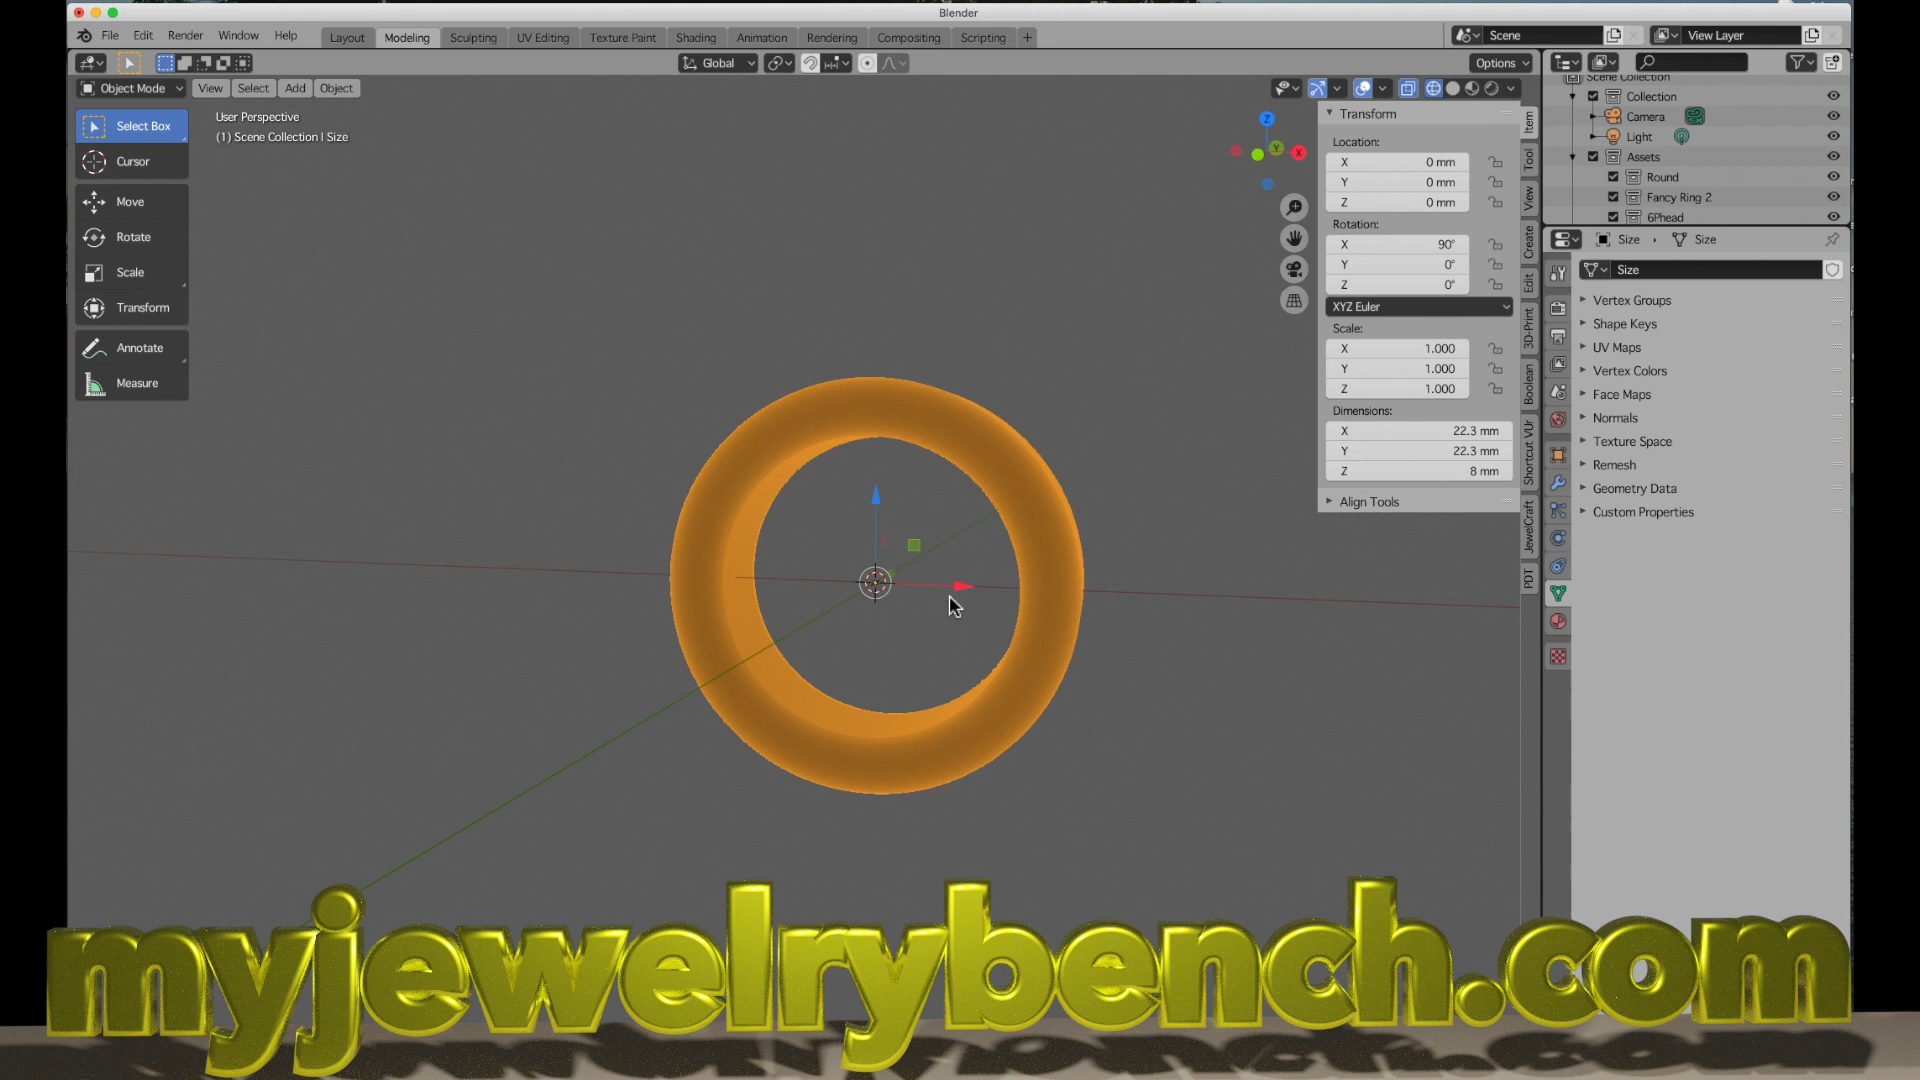 Blender
File Edit Render Window Help Layout Modeling Sculpting UV Editing Texture Paint Shading Animation Rendering Compositing Scripting + Scene View Layer
Global Options
Object Mode View Select Add Object
User Perspective
(1) Scene Collection | Size
Select Box
Cursor
Move
Rotate
Scale
Transform
Annotate
Measure
Z
Y
X
Transform
Location:
X 0 mm
Y 0 mm
Z 0 mm
Rotation:
X 90°
Y 0°
Z 0°
XYZ Euler
Scale:
X 1.000
Y 1.000
Z 1.000
Dimensions:
X 22.3 mm
Y 22.3 mm
Z 8 mm
Align Tools
Item
Tool
View
Create
Edit
3D-Print
Boolean
Shortcut VUr
JewelCraft
PDT
Scene Collection
Collection
Camera
Light
Assets
Round
Fancy Ring 2
6Phead
Size › Size
Size
Vertex Groups
Shape Keys
UV Maps
Vertex Colors
Face Maps
Normals
Texture Space
Remesh
Geometry Data
Custom Properties
myjewelrybench.com